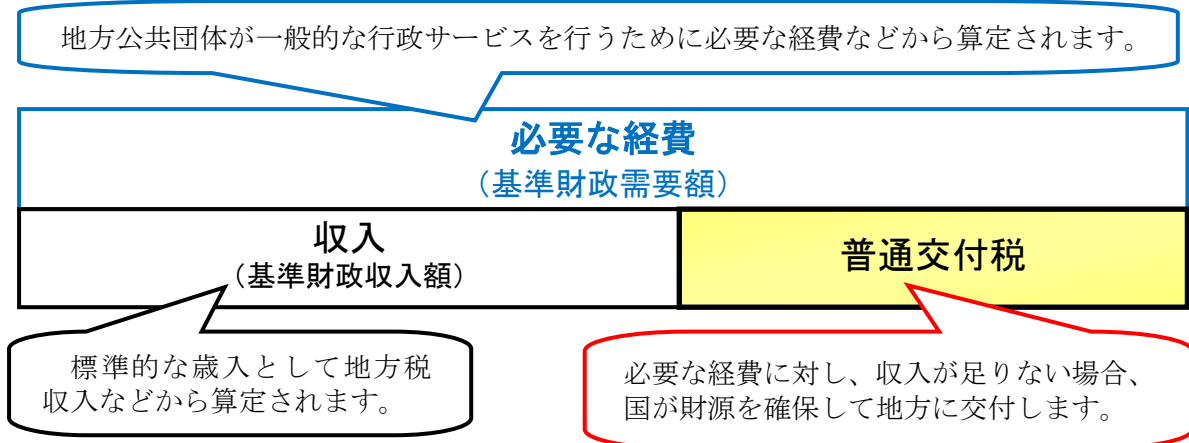 地方公共団体が一般的な行政サービスを行うために必要な経費などから算定されます。
必要な経費
（基準財政需要額）
収入
（基準財政収入額）
普通交付税
標準的な歳入として地方税
収入などから算定されます。
必要な経費に対し、収入が足りない場合、
国が財源を確保して地方に交付します。